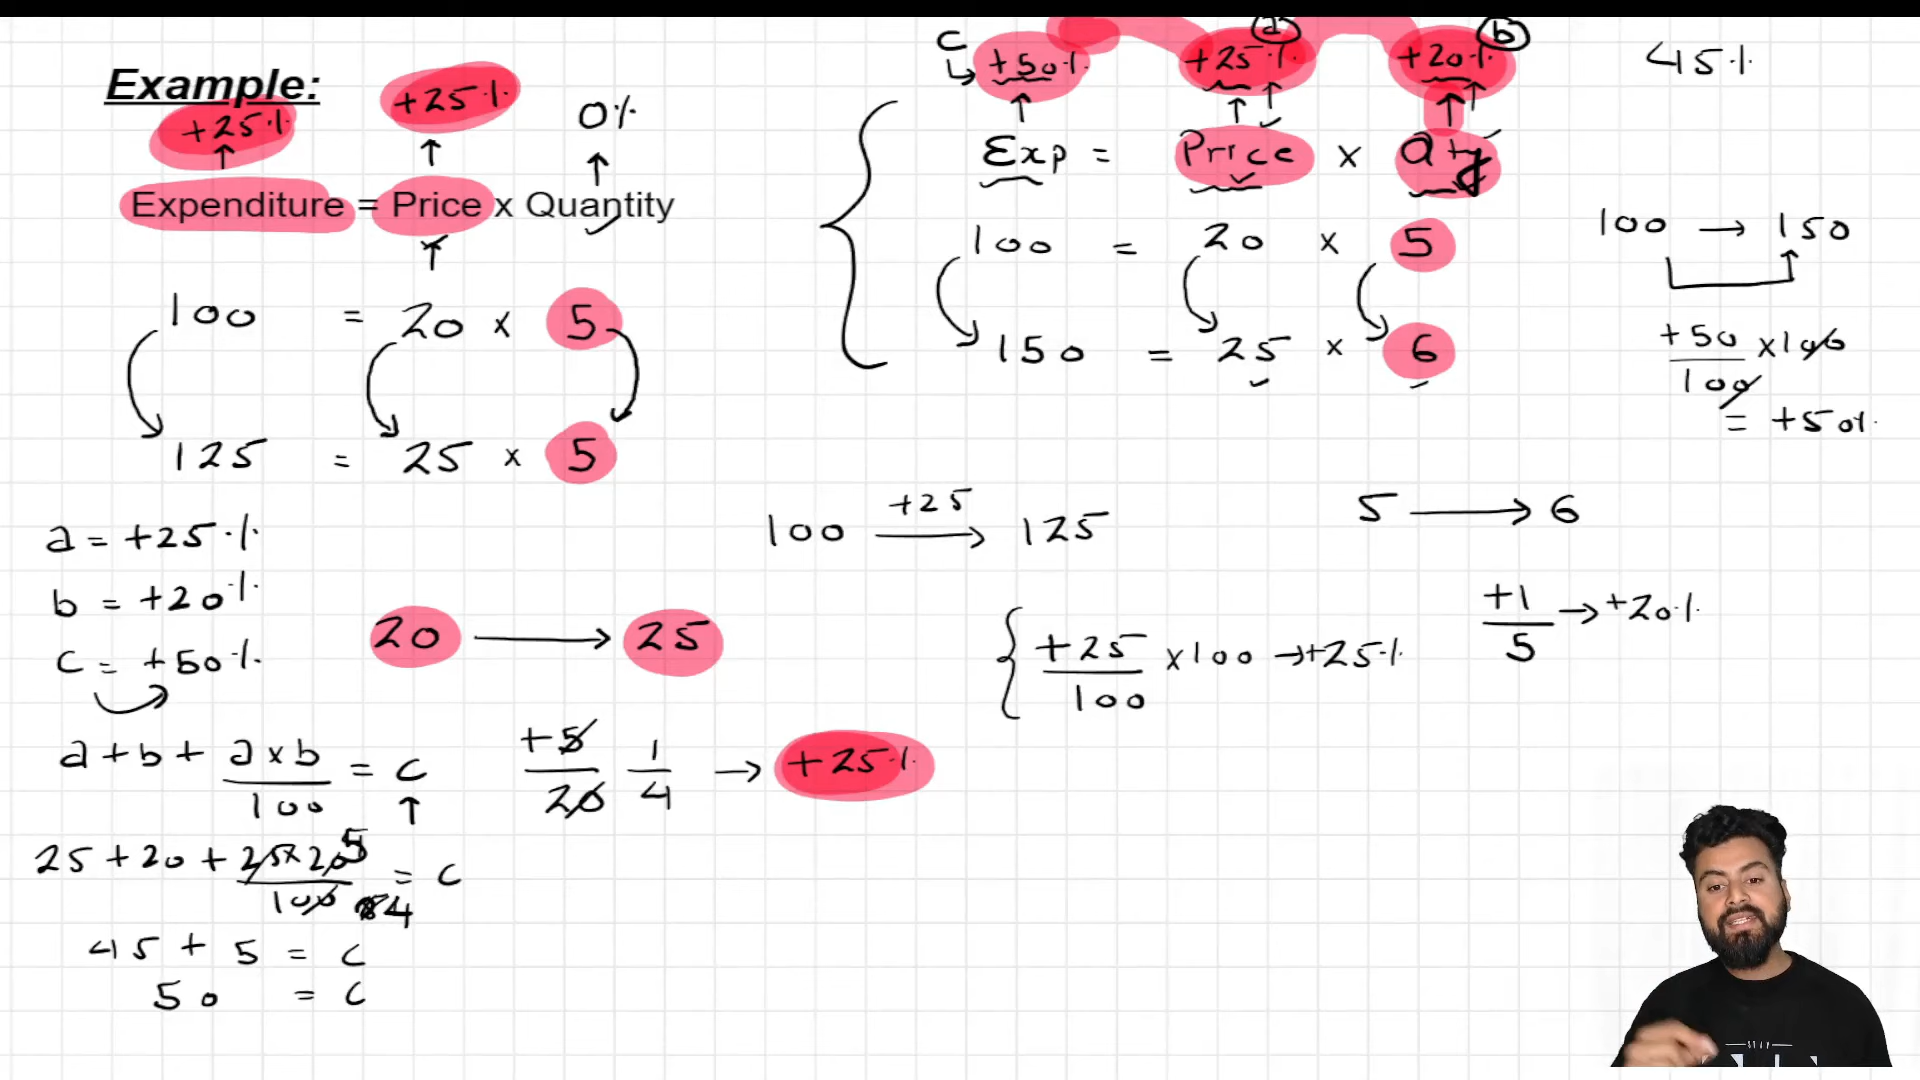 Example:
+25%
+25%
0%
Expenditure = Price x Quantity
100 = 20 x 5
125 = 25 x 5
c +50%
+25% a
+20% b
45%
Exp = Price x Qty
100 = 20 x 5
150 = 25 x 6
100 → 150
+50/100 x 100
= +50%
a = +25%
b = +20%
c = +50%
20 → 25
100 +25 → 125
5 → 6
+25/100 x 100 → +25%
+1/5 → +20%
a + b + a x b/100 = c
+5/20 1/4 → +25%
25 + 20 + 25 x 20/100 = c
5
4
45 + 5 = c
50 = c